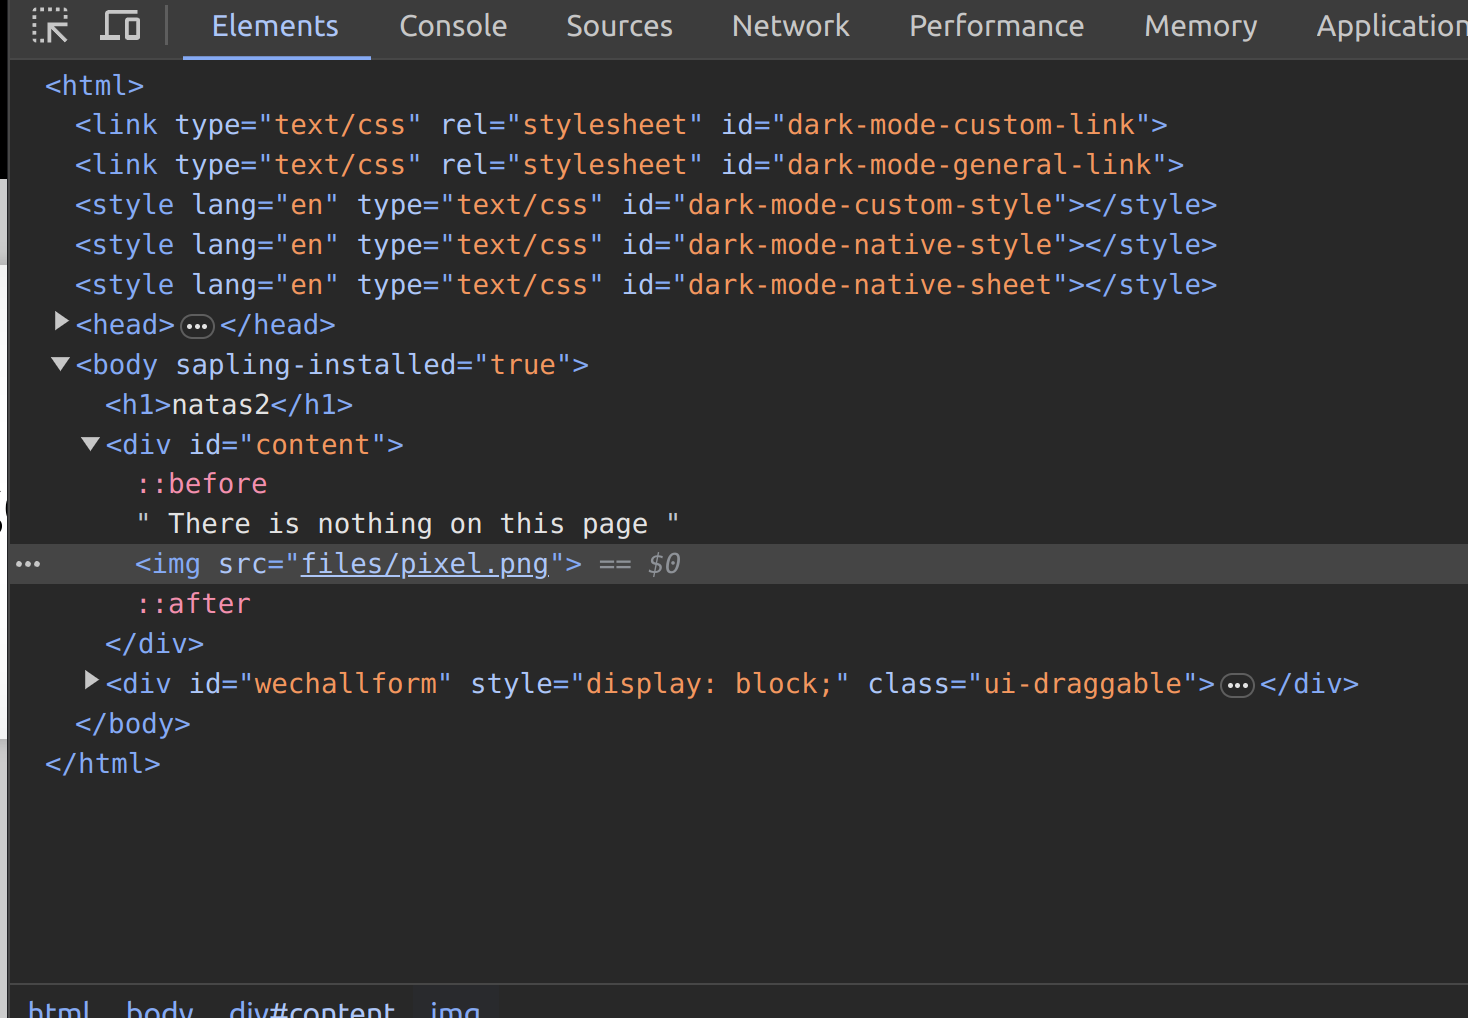 Elements Console Sources Network Performance Memory Application
<html>
<link type="text/css" rel="stylesheet" id="dark-mode-custom-link">
<link type="text/css" rel="stylesheet" id="dark-mode-general-link">
<style lang="en" type="text/css" id="dark-mode-custom-style"></style>
<style lang="en" type="text/css" id="dark-mode-native-style"></style>
<style lang="en" type="text/css" id="dark-mode-native-sheet"></style>
<head>…</head>
<body sapling-installed="true">
<h1>natas2</h1>
<div id="content">
::before
" There is nothing on this page "
<img src="files/pixel.png"> == $0
::after
</div>
<div id="wechallform" style="display: block;" class="ui-draggable">…</div>
</body>
</html>
html body div#content img